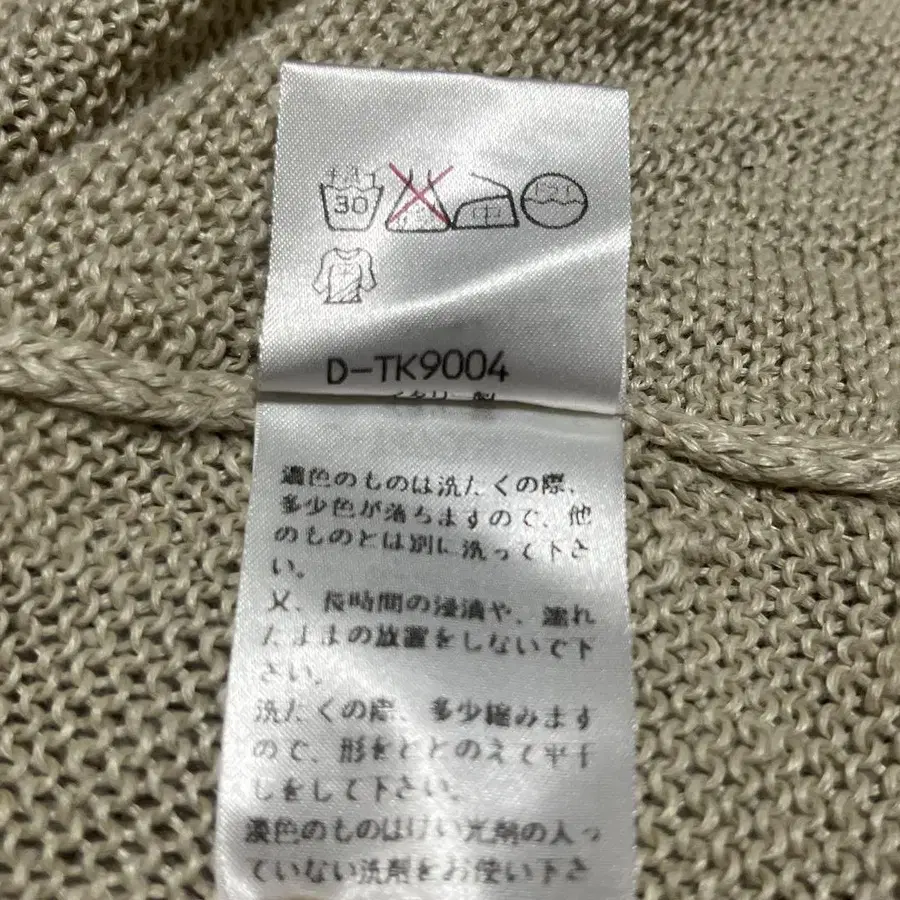 30 中 ドライ
D-TK9004
濃色のものは洗たくの際、
多少色が落ちますので、他
のものとは別に洗って下さ
い。
又、長時間の浸漬や、濡れ
たままの放置をしないで下
さい。
洗たくの際、多少縮みます
ので、形をととのえて平干
しをして下さい。
淡色のものはけい光剤の入っ
ていない洗剤をお使い下さ